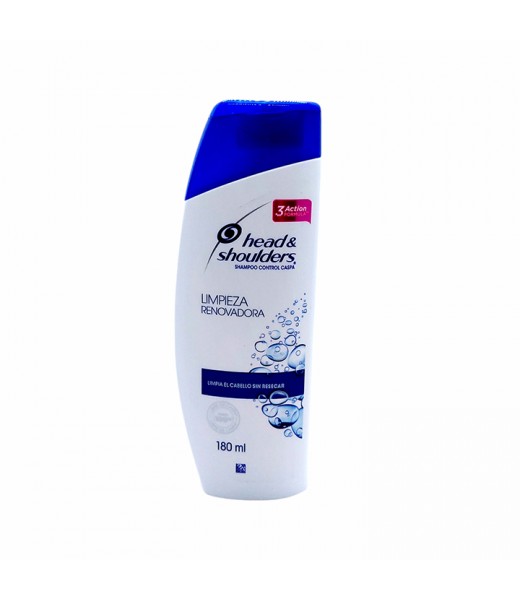 3 Action
FORMULA
head &
shoulders
SHAMPOO CONTROL CASPA
LIMPIEZA
RENOVADORA
LIMPIA EL CABELLO SIN RESECAR
180 ml